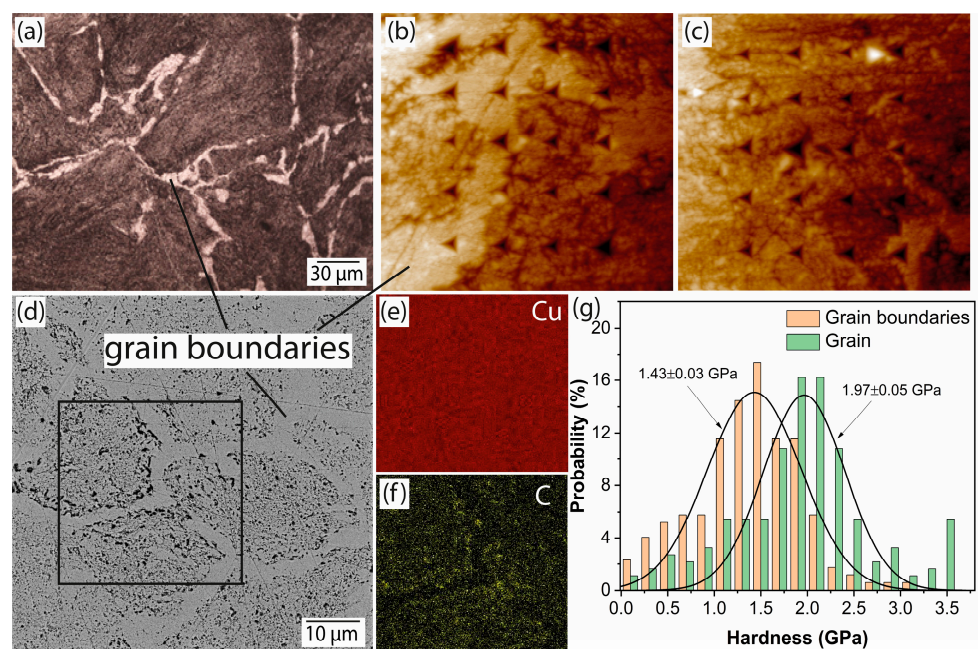 (a)
30 µm
(b)
(c)
(d)
grain boundaries
10 µm
(e)
Cu
(f)
C
(g)
Grain boundaries
Grain
1.43±0.03 GPa
1.97±0.05 GPa
Probability (%)
20
16
12
8
4
0
0.0 0.5 1.0 1.5 2.0 2.5 3.0 3.5
Hardness (GPa)